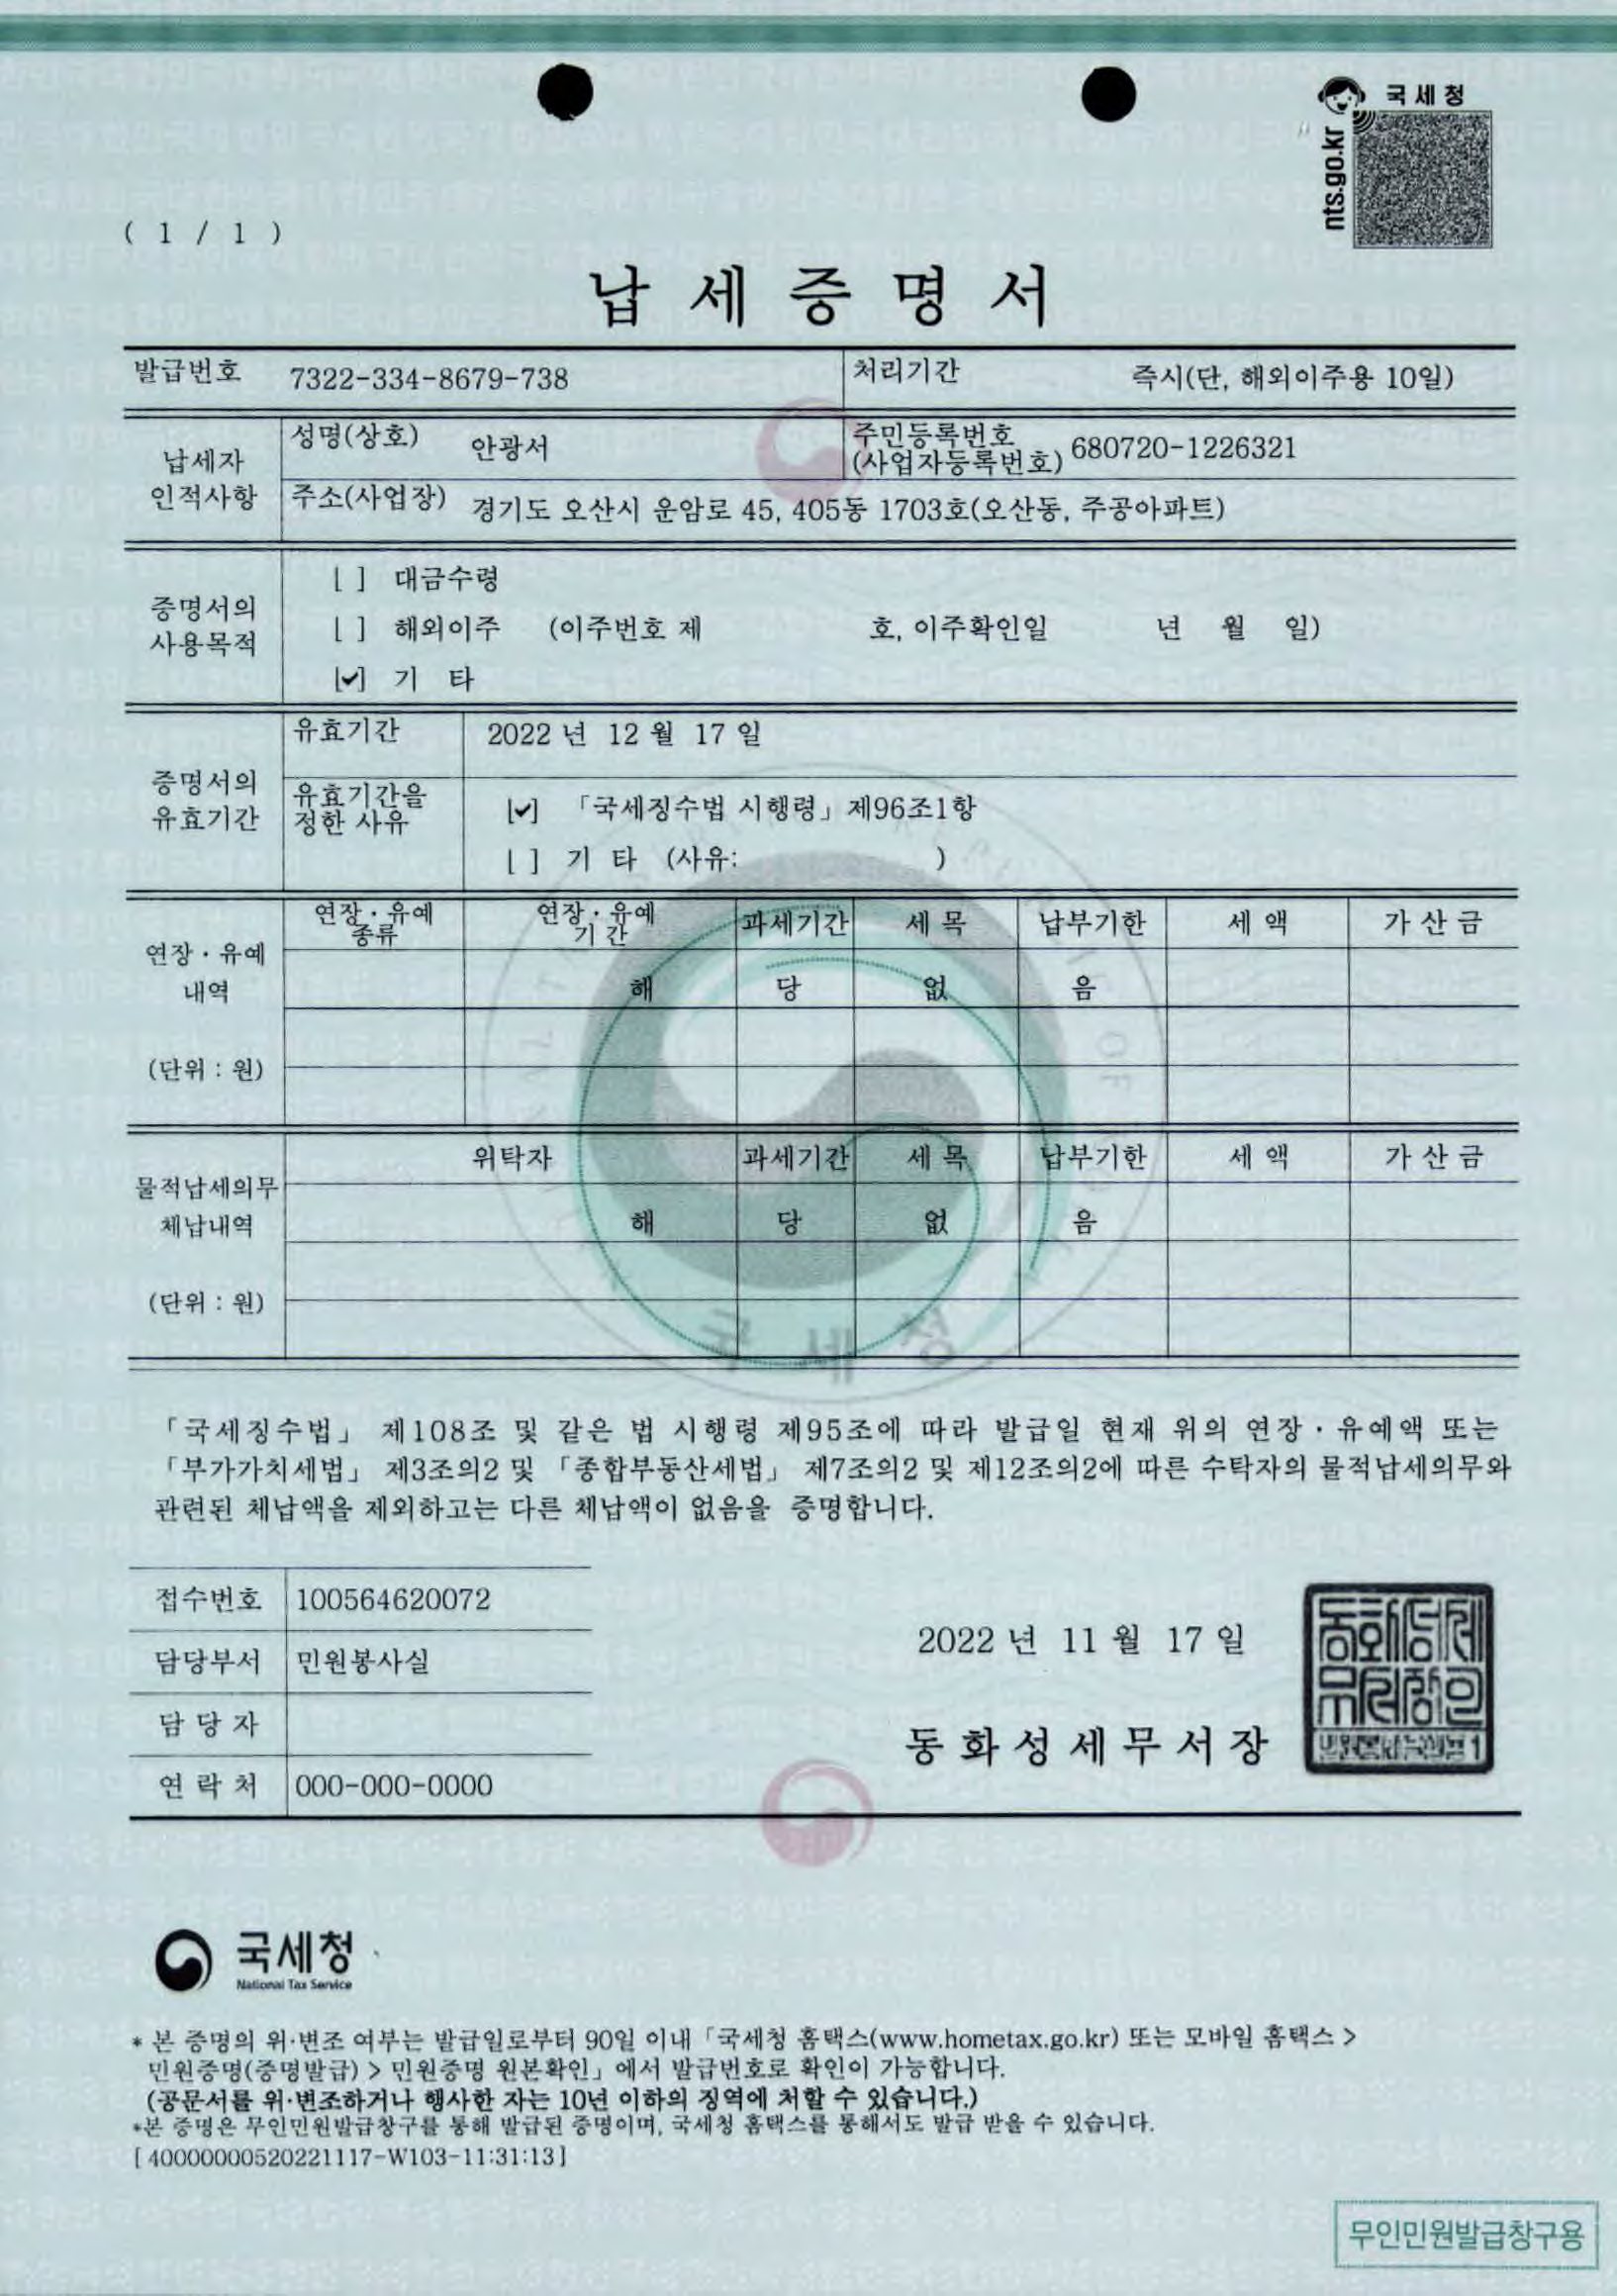 국세청
nts.go.kr
( 1 / 1 )
납 세 증 명 서
발급번호 7322-334-8679-738 처리기간 즉시(단, 해외이주용 10일)
납세자 인적사항
성명(상호) 안광서 주민등록번호 (사업자등록번호) 680720-1226321
주소(사업장) 경기도 오산시 운암로 45, 405동 1703호(오산동, 주공아파트)
증명서의 사용목적
[ ] 대금수령
[ ] 해외이주 (이주번호 제 호, 이주확인일 년 월 일)
[✓] 기 타
증명서의 유효기간
유효기간 2022 년 12 월 17 일
유효기간을 정한 사유
[✓] 「국세징수법 시행령」제96조1항
[ ] 기 타 (사유: )
연장·유예 내역 (단위 : 원)
연장·유예 종류 연장·유예 기간 과세기간 세 목 납부기한 세 액 가 산 금
해 당 없 음
물적납세의무 체납내역 (단위 : 원)
위탁자 과세기간 세 목 납부기한 세 액 가 산 금
해 당 없 음
「국세징수법」 제108조 및 같은 법 시행령 제95조에 따라 발급일 현재 위의 연장·유예액 또는
「부가가치세법」 제3조의2 및 「종합부동산세법」 제7조의2 및 제12조의2에 따른 수탁자의 물적납세의무와
관련된 체납액을 제외하고는 다른 체납액이 없음을 증명합니다.
접수번호 100564620072
담당부서 민원봉사실
담 당 자
연 락 처 000-000-0000
2022 년 11 월 17 일
동 화 성 세 무 서 장
국세청
National Tax Service
* 본 증명의 위·변조 여부는 발급일로부터 90일 이내「국세청 홈택스(www.hometax.go.kr) 또는 모바일 홈택스 >
민원증명(증명발급) > 민원증명 원본확인」에서 발급번호로 확인이 가능합니다.
(공문서를 위·변조하거나 행사한 자는 10년 이하의 징역에 처할 수 있습니다.)
*본 증명은 무인민원발급창구를 통해 발급된 증명이며, 국세청 홈택스를 통해서도 발급 받을 수 있습니다.
[40000000520221117-W103-11:31:13]
무인민원발급창구용